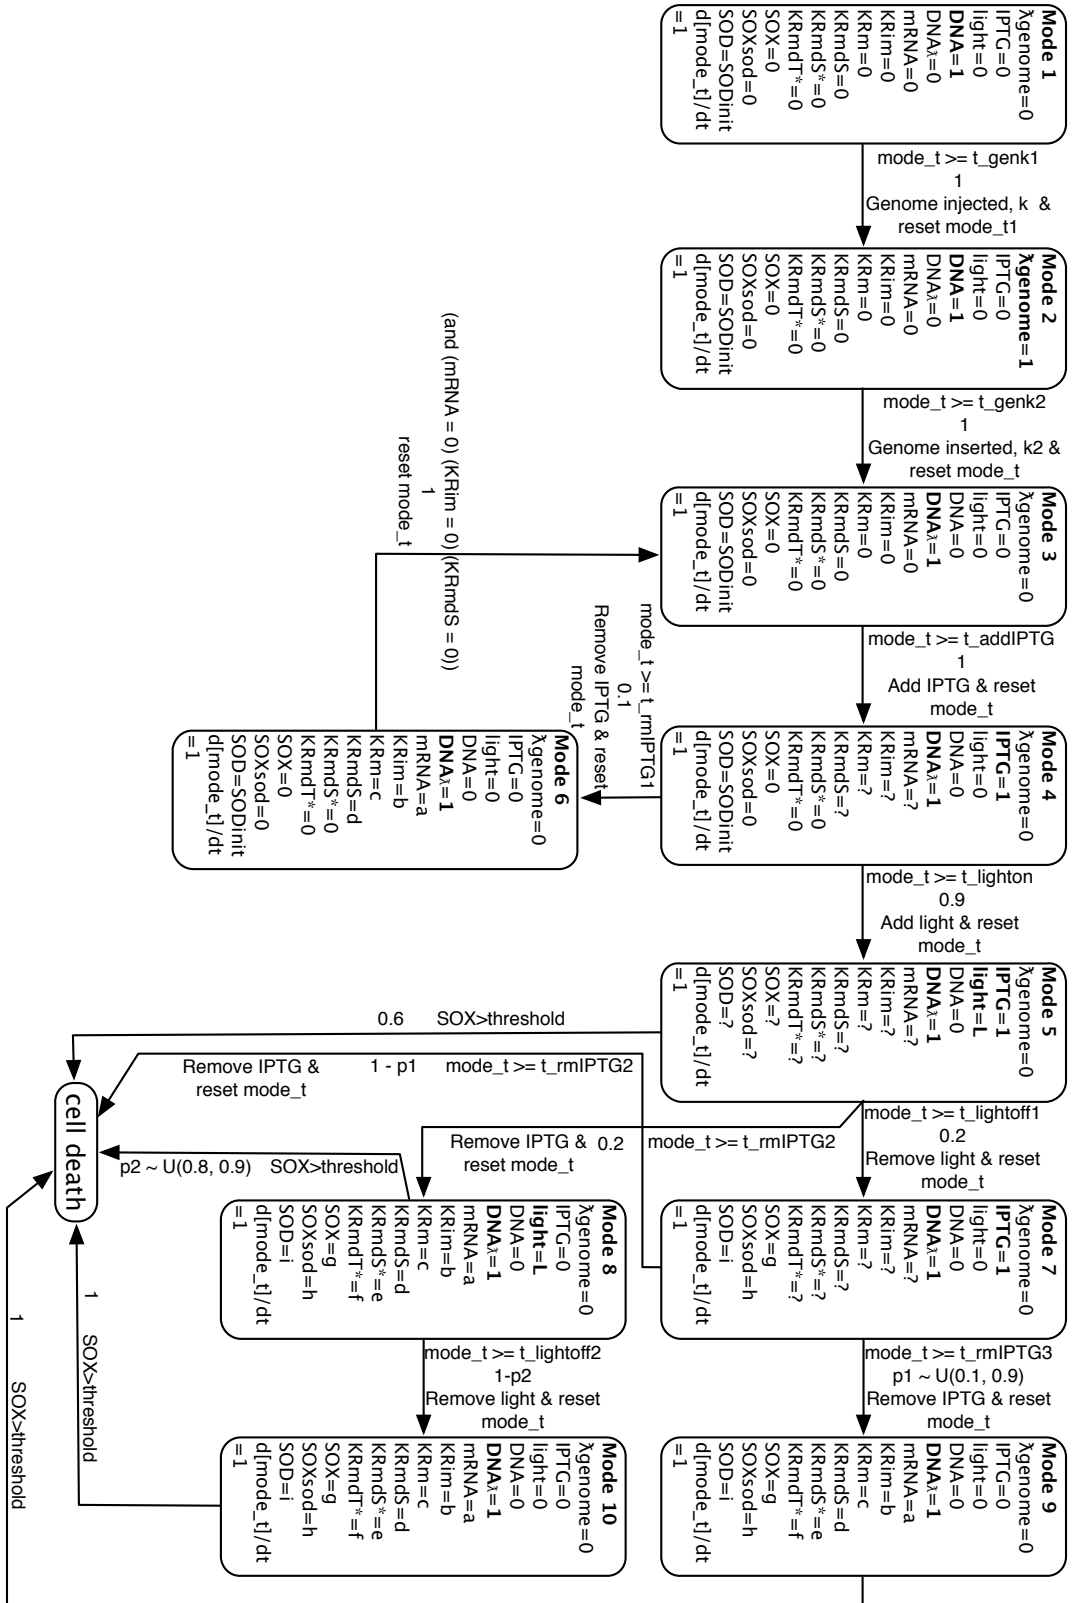 Mode 1
λgenome=0
IPTG=0
light=0
DNA=1
DNAλ=0
mRNA=0
KRim=0
KRm=0
KRmdS=0
KRmdS*=0
KRmdT*=0
SOX=0
SOXsod=0
SOD=SODinit
d[mode_t]/dt
=1
mode_t >= t_genk1
1
Genome injected, k &
reset mode_t1
Mode 2
λgenome=1
IPTG=0
light=0
DNA=1
DNAλ=0
mRNA=0
KRim=0
KRm=0
KRmdS=0
KRmdS*=0
KRmdT*=0
SOX=0
SOXsod=0
SOD=SODinit
d[mode_t]/dt
=1
mode_t >= t_genk2
1
Genome inserted, k2 &
reset mode_t
Mode 3
λgenome=0
IPTG=0
light=0
DNA=0
DNAλ=1
mRNA=0
KRim=0
KRm=0
KRmdS=0
KRmdS*=0
KRmdT*=0
SOX=0
SOXsod=0
SOD=SODinit
d[mode_t]/dt
=1
(and (mRNA = 0) (KRim = 0) (KRmdS = 0))
1
reset mode_t
mode_t >= t_addIPTG
1
Add IPTG & reset
mode_t
mode_t >= t_rmIPTG1
0.1
Remove IPTG & reset
mode_t
Mode 4
λgenome=0
IPTG=1
light=0
DNA=0
DNAλ=1
mRNA=?
KRim=?
KRm=?
KRmdS=?
KRmdS*=0
KRmdT*=0
SOX=0
SOXsod=0
SOD=SODinit
d[mode_t]/dt
=1
Mode 6
λgenome=0
IPTG=0
light=0
DNA=0
DNAλ=1
mRNA=a
KRim=b
KRm=c
KRmdS=d
KRmdS*=0
KRmdT*=0
SOX=0
SOXsod=0
SOD=SODinit
d[mode_t]/dt
=1
mode_t >= t_lighton
0.9
Add light & reset
mode_t
Mode 5
λgenome=0
IPTG=1
light=L
DNA=0
DNAλ=1
mRNA=?
KRim=?
KRm=?
KRmdS=?
KRmdS*=?
KRmdT*=?
SOX=?
SOXsod=?
SOD=?
d[mode_t]/dt
=1
0.6 SOX>threshold
Remove IPTG & 1 - p1 mode_t >= t_rmIPTG2
reset mode_t
cell death
mode_t >= t_lightoff1
0.2
Remove light & reset
mode_t
Remove IPTG & 0.2 mode_t >= t_rmIPTG2
reset mode_t
p2 ~ U(0.8, 0.9) SOX>threshold
Mode 7
λgenome=0
IPTG=1
light=0
DNA=0
DNAλ=1
mRNA=?
KRim=?
KRm=?
KRmdS=?
KRmdS*=?
KRmdT*=?
SOX=g
SOXsod=h
SOD=i
d[mode_t]/dt
=1
Mode 8
λgenome=0
IPTG=0
light=L
DNA=0
DNAλ=1
mRNA=a
KRim=b
KRm=c
KRmdS=d
KRmdS*=e
KRmdT*=f
SOX=g
SOXsod=h
SOD=i
d[mode_t]/dt
=1
mode_t >= t_rmIPTG3
p1 ~ U(0.1, 0.9)
Remove IPTG & reset
mode_t
mode_t >= t_lightoff2
1-p2
Remove light & reset
mode_t
Mode 9
λgenome=0
IPTG=0
light=0
DNA=0
DNAλ=1
mRNA=a
KRim=b
KRm=c
KRmdS=d
KRmdS*=e
KRmdT*=f
SOX=g
SOXsod=h
SOD=i
d[mode_t]/dt
=1
Mode 10
λgenome=0
IPTG=0
light=0
DNA=0
DNAλ=1
mRNA=a
KRim=b
KRm=c
KRmdS=d
KRmdS*=e
KRmdT*=f
SOX=g
SOXsod=h
SOD=i
d[mode_t]/dt
=1
1 SOX>threshold
1 SOX>threshold